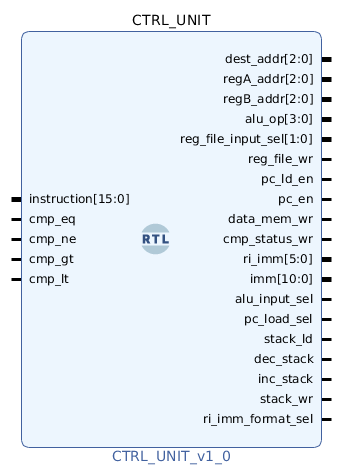 CTRL_UNIT
dest_addr[2:0]
regA_addr[2:0]
regB_addr[2:0]
alu_op[3:0]
reg_file_input_sel[1:0]
reg_file_wr
pc_ld_en
instruction[15:0] pc_en
cmp_eq data_mem_wr
cmp_ne cmp_status_wr
RTL
cmp_gt ri_imm[5:0]
cmp_lt imm[10:0]
alu_input_sel
pc_load_sel
stack_ld
dec_stack
inc_stack
stack_wr
ri_imm_format_sel
CTRL_UNIT_v1_0